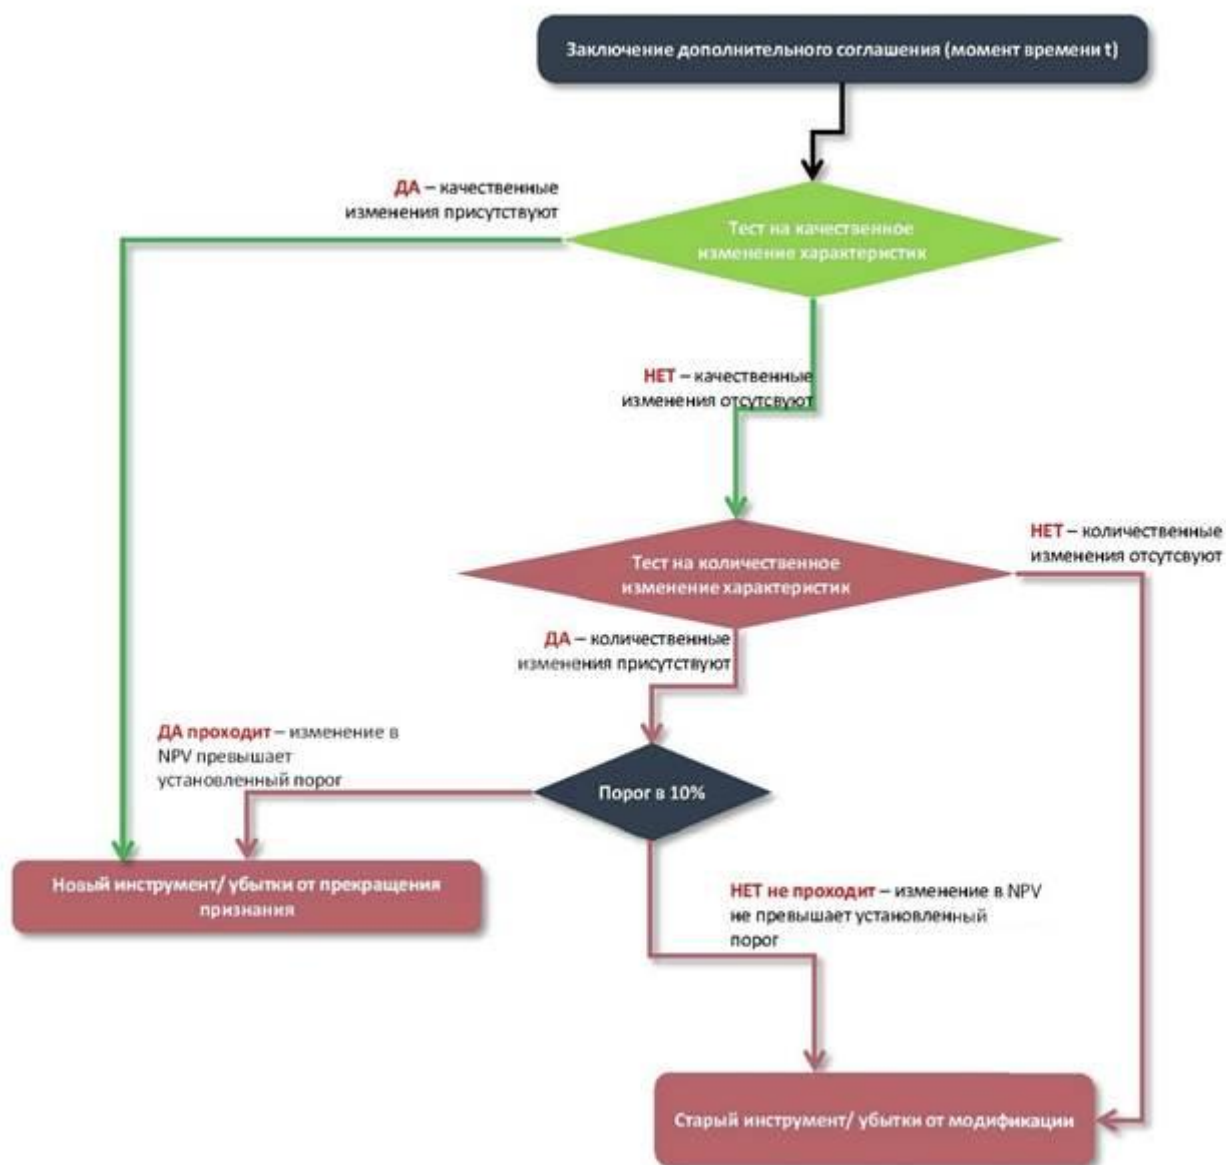 Заключение дополнительного соглашения (момент времени t)
ДА – качественные
изменения присутствуют
Тест на качественное
изменение характеристик
НЕТ – качественные
изменения отсутсвуют
Тест на количественное
изменение характеристик
НЕТ – количественные
изменения отсутсвуют
ДА – количественные
изменения присутствуют
ДА проходит – изменение в
NPV превышает
установленный порог
Порог в 10%
Новый инструмент/ убытки от прекращения
признания
НЕТ не проходит – изменение в NPV
не превышает установленный
порог
Старый инструмент/ убытки от модификации